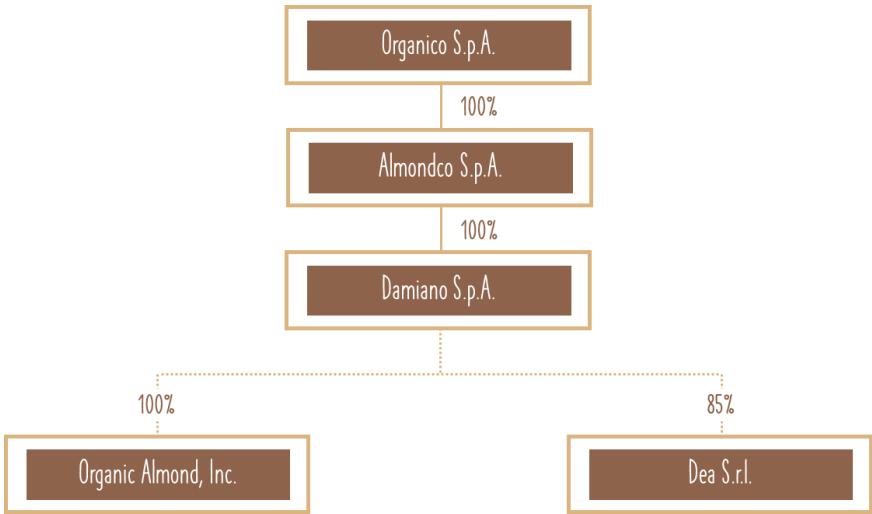 Organico S.p.A.
100%
Almondco S.p.A.
100%
Damiano S.p.A.
100%
85%
Organic Almond, Inc.
Dea S.r.l.